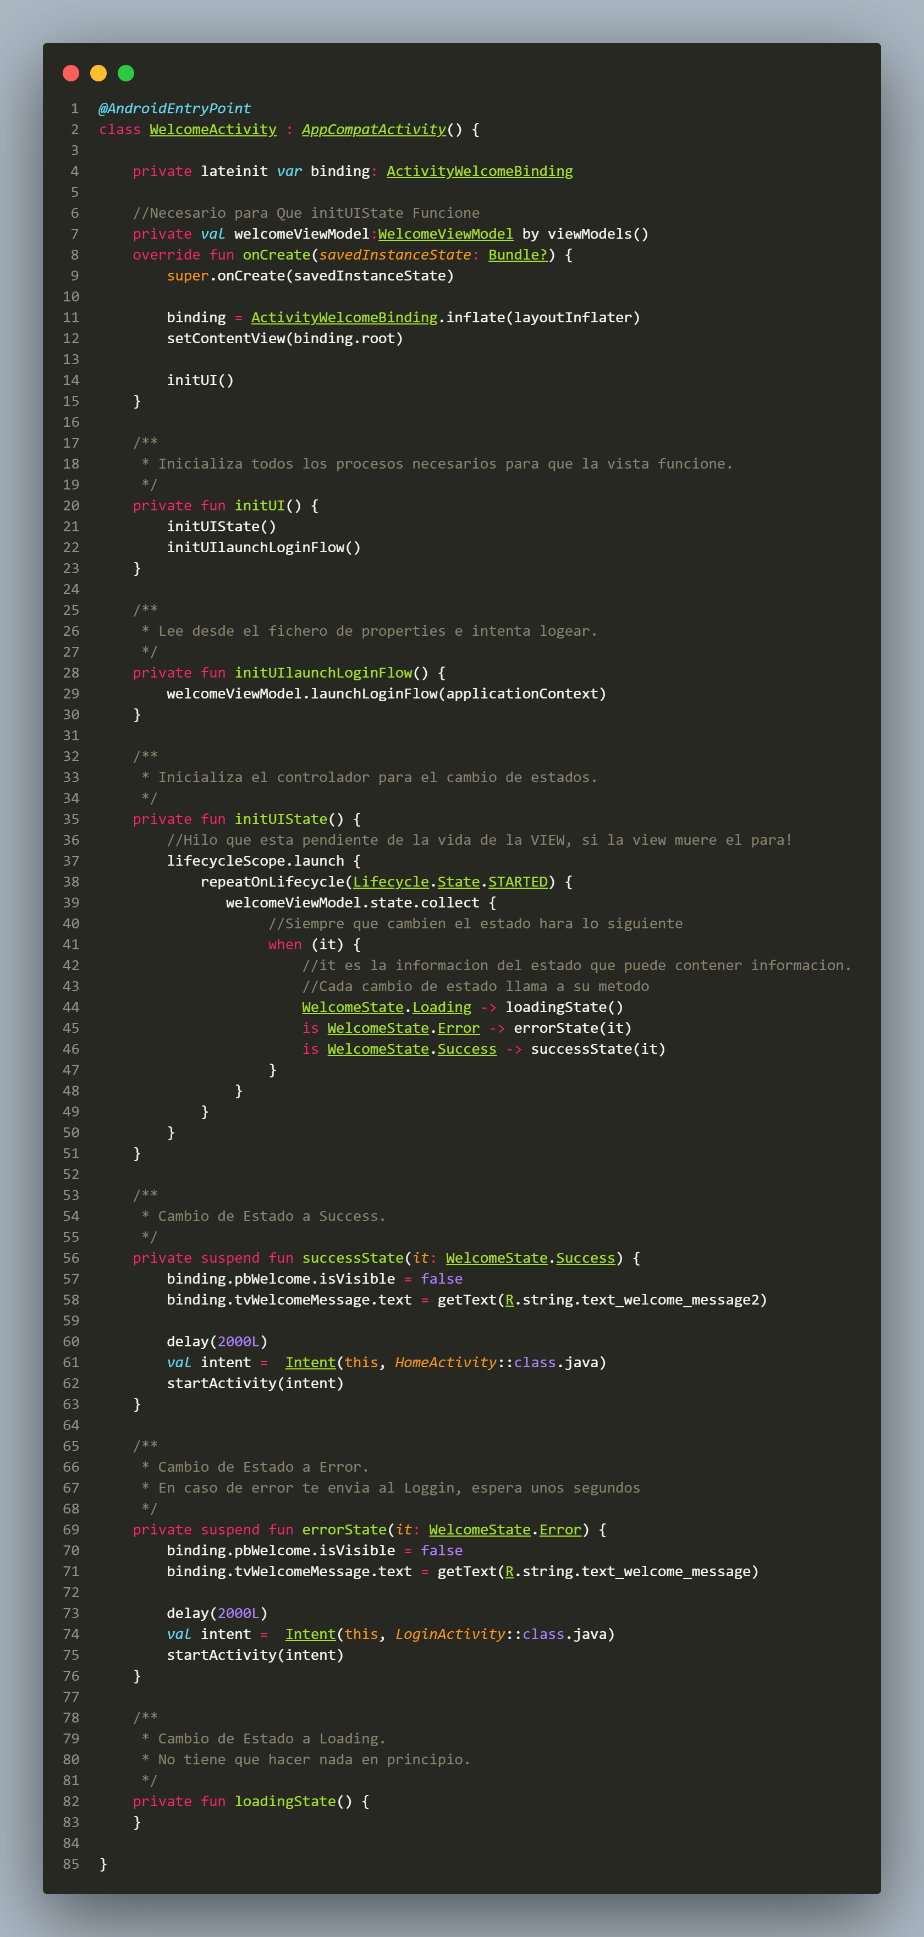 1 @AndroidEntryPoint
2 class WelcomeActivity : AppCompatActivity() {
3
4     private lateinit var binding: ActivityWelcomeBinding
5
6     //Necesario para Que initUIState Funcione
7     private val welcomeViewModel:WelcomeViewModel by viewModels()
8     override fun onCreate(savedInstanceState: Bundle?) {
9         super.onCreate(savedInstanceState)
10
11         binding = ActivityWelcomeBinding.inflate(layoutInflater)
12         setContentView(binding.root)
13
14         initUI()
15     }
16
17     /**
18      * Inicializa todos los procesos necesarios para que la vista funcione.
19      */
20     private fun initUI() {
21         initUIState()
22         initUIlaunchLoginFlow()
23     }
24
25     /**
26      * Lee desde el fichero de properties e intenta logear.
27      */
28     private fun initUIlaunchLoginFlow() {
29         welcomeViewModel.launchLoginFlow(applicationContext)
30     }
31
32     /**
33      * Inicializa el controlador para el cambio de estados.
34      */
35     private fun initUIState() {
36         //Hilo que esta pendiente de la vida de la VIEW, si la view muere el para!
37         lifecycleScope.launch {
38             repeatOnLifecycle(Lifecycle.State.STARTED) {
39                welcomeViewModel.state.collect {
40                     //Siempre que cambien el estado hara lo siguiente
41                     when (it) {
42                         //it es la informacion del estado que puede contener informacion.
43                         //Cada cambio de estado llama a su metodo
44                         WelcomeState.Loading -> loadingState()
45                         is WelcomeState.Error -> errorState(it)
46                         is WelcomeState.Success -> successState(it)
47                     }
48                 }
49             }
50         }
51     }
52
53     /**
54      * Cambio de Estado a Success.
55      */
56     private suspend fun successState(it: WelcomeState.Success) {
57         binding.pbWelcome.isVisible = false
58         binding.tvWelcomeMessage.text = getText(R.string.text_welcome_message2)
59
60         delay(2000L)
61         val intent =  Intent(this, HomeActivity::class.java)
62         startActivity(intent)
63     }
64
65     /**
66      * Cambio de Estado a Error.
67      * En caso de error te envia al Loggin, espera unos segundos
68      */
69     private suspend fun errorState(it: WelcomeState.Error) {
70         binding.pbWelcome.isVisible = false
71         binding.tvWelcomeMessage.text = getText(R.string.text_welcome_message)
72
73         delay(2000L)
74         val intent =  Intent(this, LoginActivity::class.java)
75         startActivity(intent)
76     }
77
78     /**
79      * Cambio de Estado a Loading.
80      * No tiene que hacer nada en principio.
81      */
82     private fun loadingState() {
83     }
84
85 }